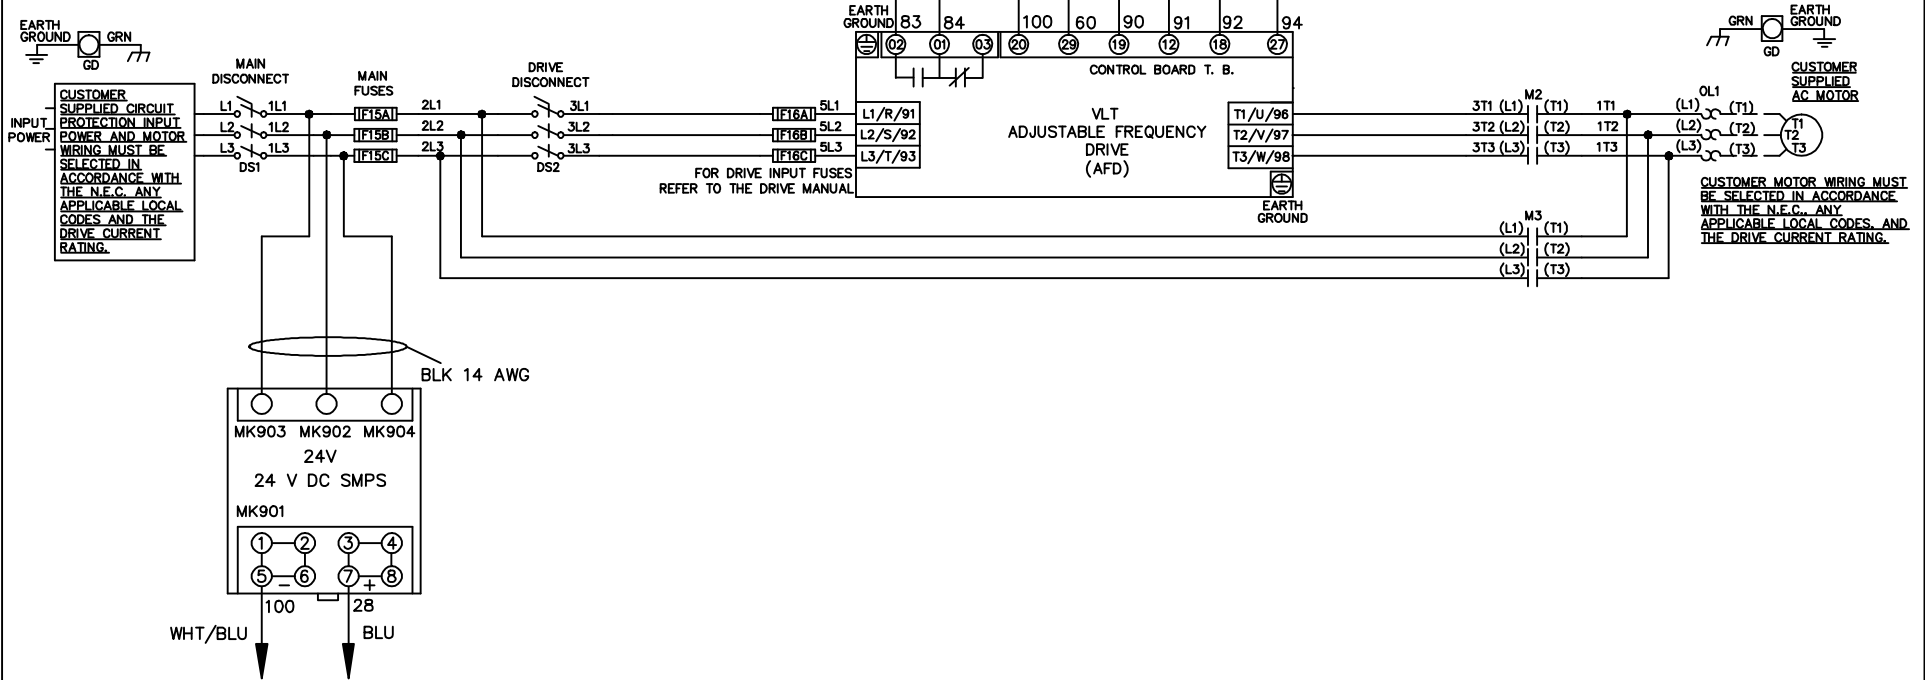 EARTH
GROUND
GRN
GD
INPUT
POWER
CUSTOMER
SUPPLIED CIRCUIT
PROTECTION INPUT
POWER AND MOTOR
WIRING MUST BE
SELECTED IN
ACCORDANCE WITH
THE N.E.C. ANY
APPLICABLE LOCAL
CODES AND THE
DRIVE CURRENT
RATING.
MAIN
DISCONNECT
L1 1L1
L2 1L2
L3 1L3
DS1
MAIN
FUSES
F15A
F15B
F15C
2L1
2L2
2L3
DRIVE
DISCONNECT
3L1
3L2
3L3
DS2
F16A 5L1
F16B 5L2
F16C 5L3
FOR DRIVE INPUT FUSES
REFER TO THE DRIVE MANUAL
EARTH
GROUND
83 84 100 60 90 91 92 94
02 01 03 20 29 19 12 18 27
CONTROL BOARD T. B.
L1/R/91
L2/S/92
L3/T/93
VLT
ADJUSTABLE FREQUENCY
DRIVE
(AFD)
T1/U/96
T2/V/97
T3/W/98
EARTH
GROUND
M2
3T1 (L1) (T1) 1T1
3T2 (L2) (T2) 1T2
3T3 (L3) (T3) 1T3
M3
(L1) (T1)
(L2) (T2)
(L3) (T3)
GRN
EARTH
GROUND
GD
CUSTOMER
SUPPLIED
AC MOTOR
OL1
(L1) (T1)
(L2) (T2)
(L3) (T3)
T1
T2
T3
CUSTOMER MOTOR WIRING MUST
BE SELECTED IN ACCORDANCE
WITH THE N.E.C., ANY
APPLICABLE LOCAL CODES, AND
THE DRIVE CURRENT RATING.
BLK 14 AWG
MK903 MK902 MK904
24V
24 V DC SMPS
MK901
1 2 3 4
5 6 7 8
− +
100 28
WHT/BLU BLU